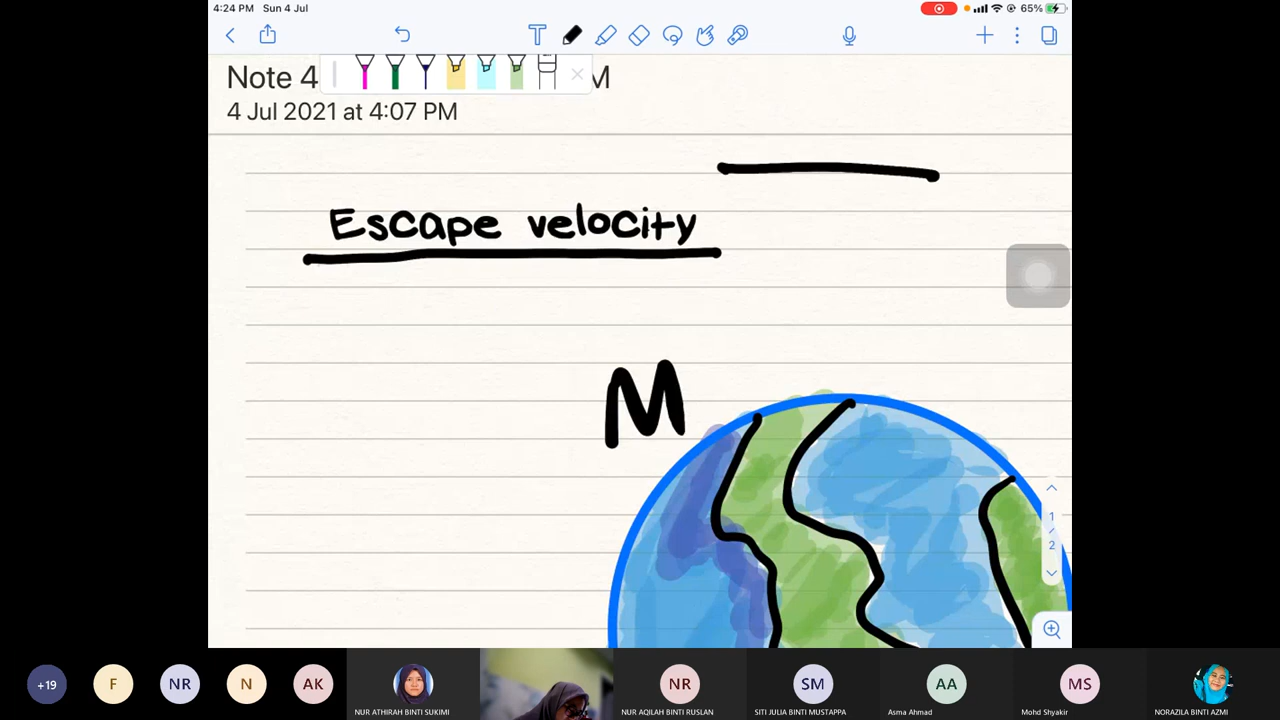 4:24 PM Sun 4 Jul
65%
Note 4
M
4 Jul 2021 at 4:07 PM
Escape velocity
M
1
2
+19
F
NR
N
AK
NR
SM
AA
MS
NUR ATHIRAH BINTI SUKIMI
NUR AQILAH BINTI RUSLAN
SITI JULIA BINTI MUSTAPPA
Asma Ahmad
Mohd Shyakir
NORAZILA BINTI AZMI